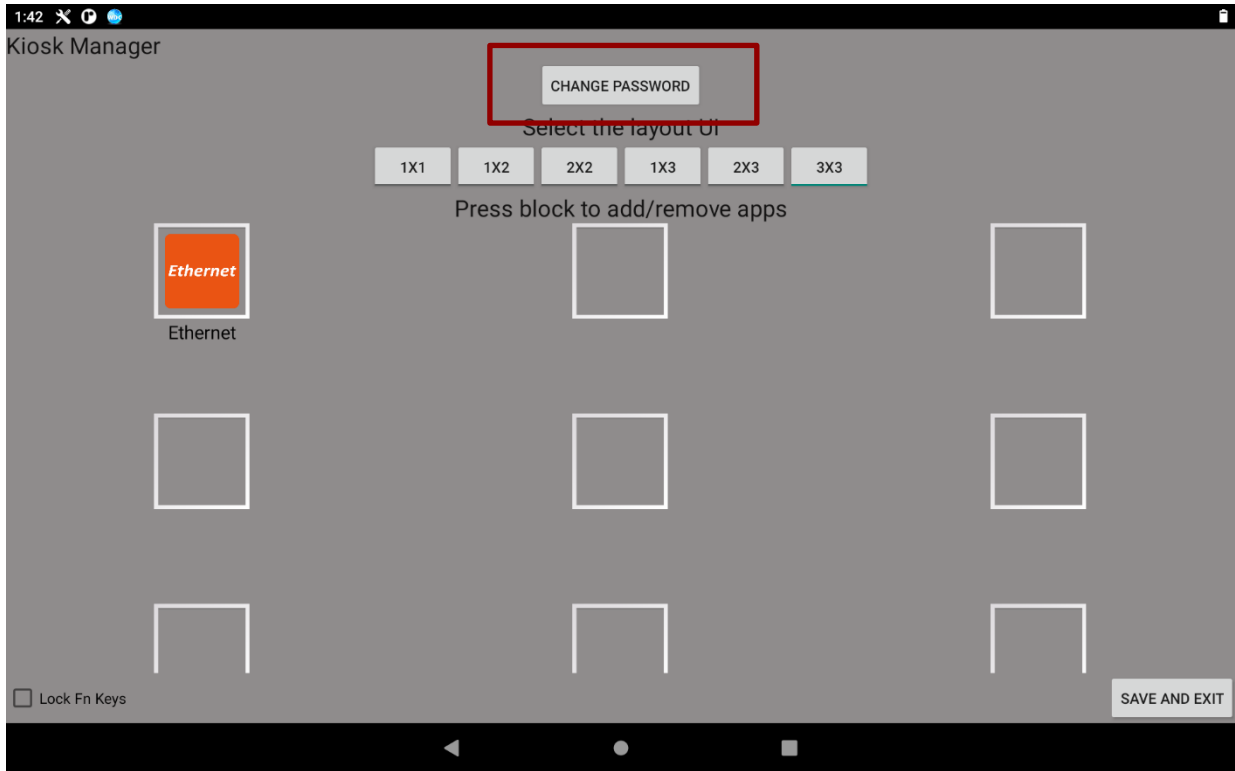 1:42
Kiosk Manager
CHANGE PASSWORD
Select the layout UI
1X1 1X2 2X2 1X3 2X3 3X3
Press block to add/remove apps
Ethernet
Ethernet
Lock Fn Keys
SAVE AND EXIT